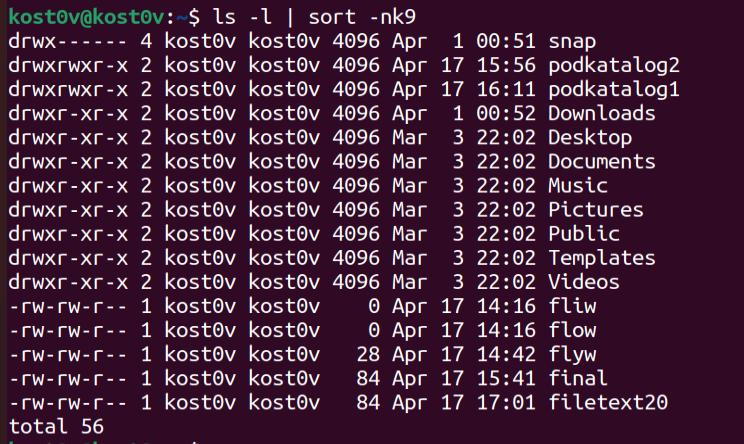 kost0v@kost0v:~$ ls -l | sort -nk9
drwx------ 4 kost0v kost0v 4096 Apr  1 00:51 snap
drwxrwxr-x 2 kost0v kost0v 4096 Apr 17 15:56 podkatalog2
drwxrwxr-x 2 kost0v kost0v 4096 Apr 17 16:11 podkatalog1
drwxr-xr-x 2 kost0v kost0v 4096 Apr  1 00:52 Downloads
drwxr-xr-x 2 kost0v kost0v 4096 Mar  3 22:02 Desktop
drwxr-xr-x 2 kost0v kost0v 4096 Mar  3 22:02 Documents
drwxr-xr-x 2 kost0v kost0v 4096 Mar  3 22:02 Music
drwxr-xr-x 2 kost0v kost0v 4096 Mar  3 22:02 Pictures
drwxr-xr-x 2 kost0v kost0v 4096 Mar  3 22:02 Public
drwxr-xr-x 2 kost0v kost0v 4096 Mar  3 22:02 Templates
drwxr-xr-x 2 kost0v kost0v 4096 Mar  3 22:02 Videos
-rw-rw-r-- 1 kost0v kost0v    0 Apr 17 14:16 fliw
-rw-rw-r-- 1 kost0v kost0v    0 Apr 17 14:16 flow
-rw-rw-r-- 1 kost0v kost0v   28 Apr 17 14:42 flyw
-rw-rw-r-- 1 kost0v kost0v   84 Apr 17 15:41 final
-rw-rw-r-- 1 kost0v kost0v   84 Apr 17 17:01 filetext20
total 56